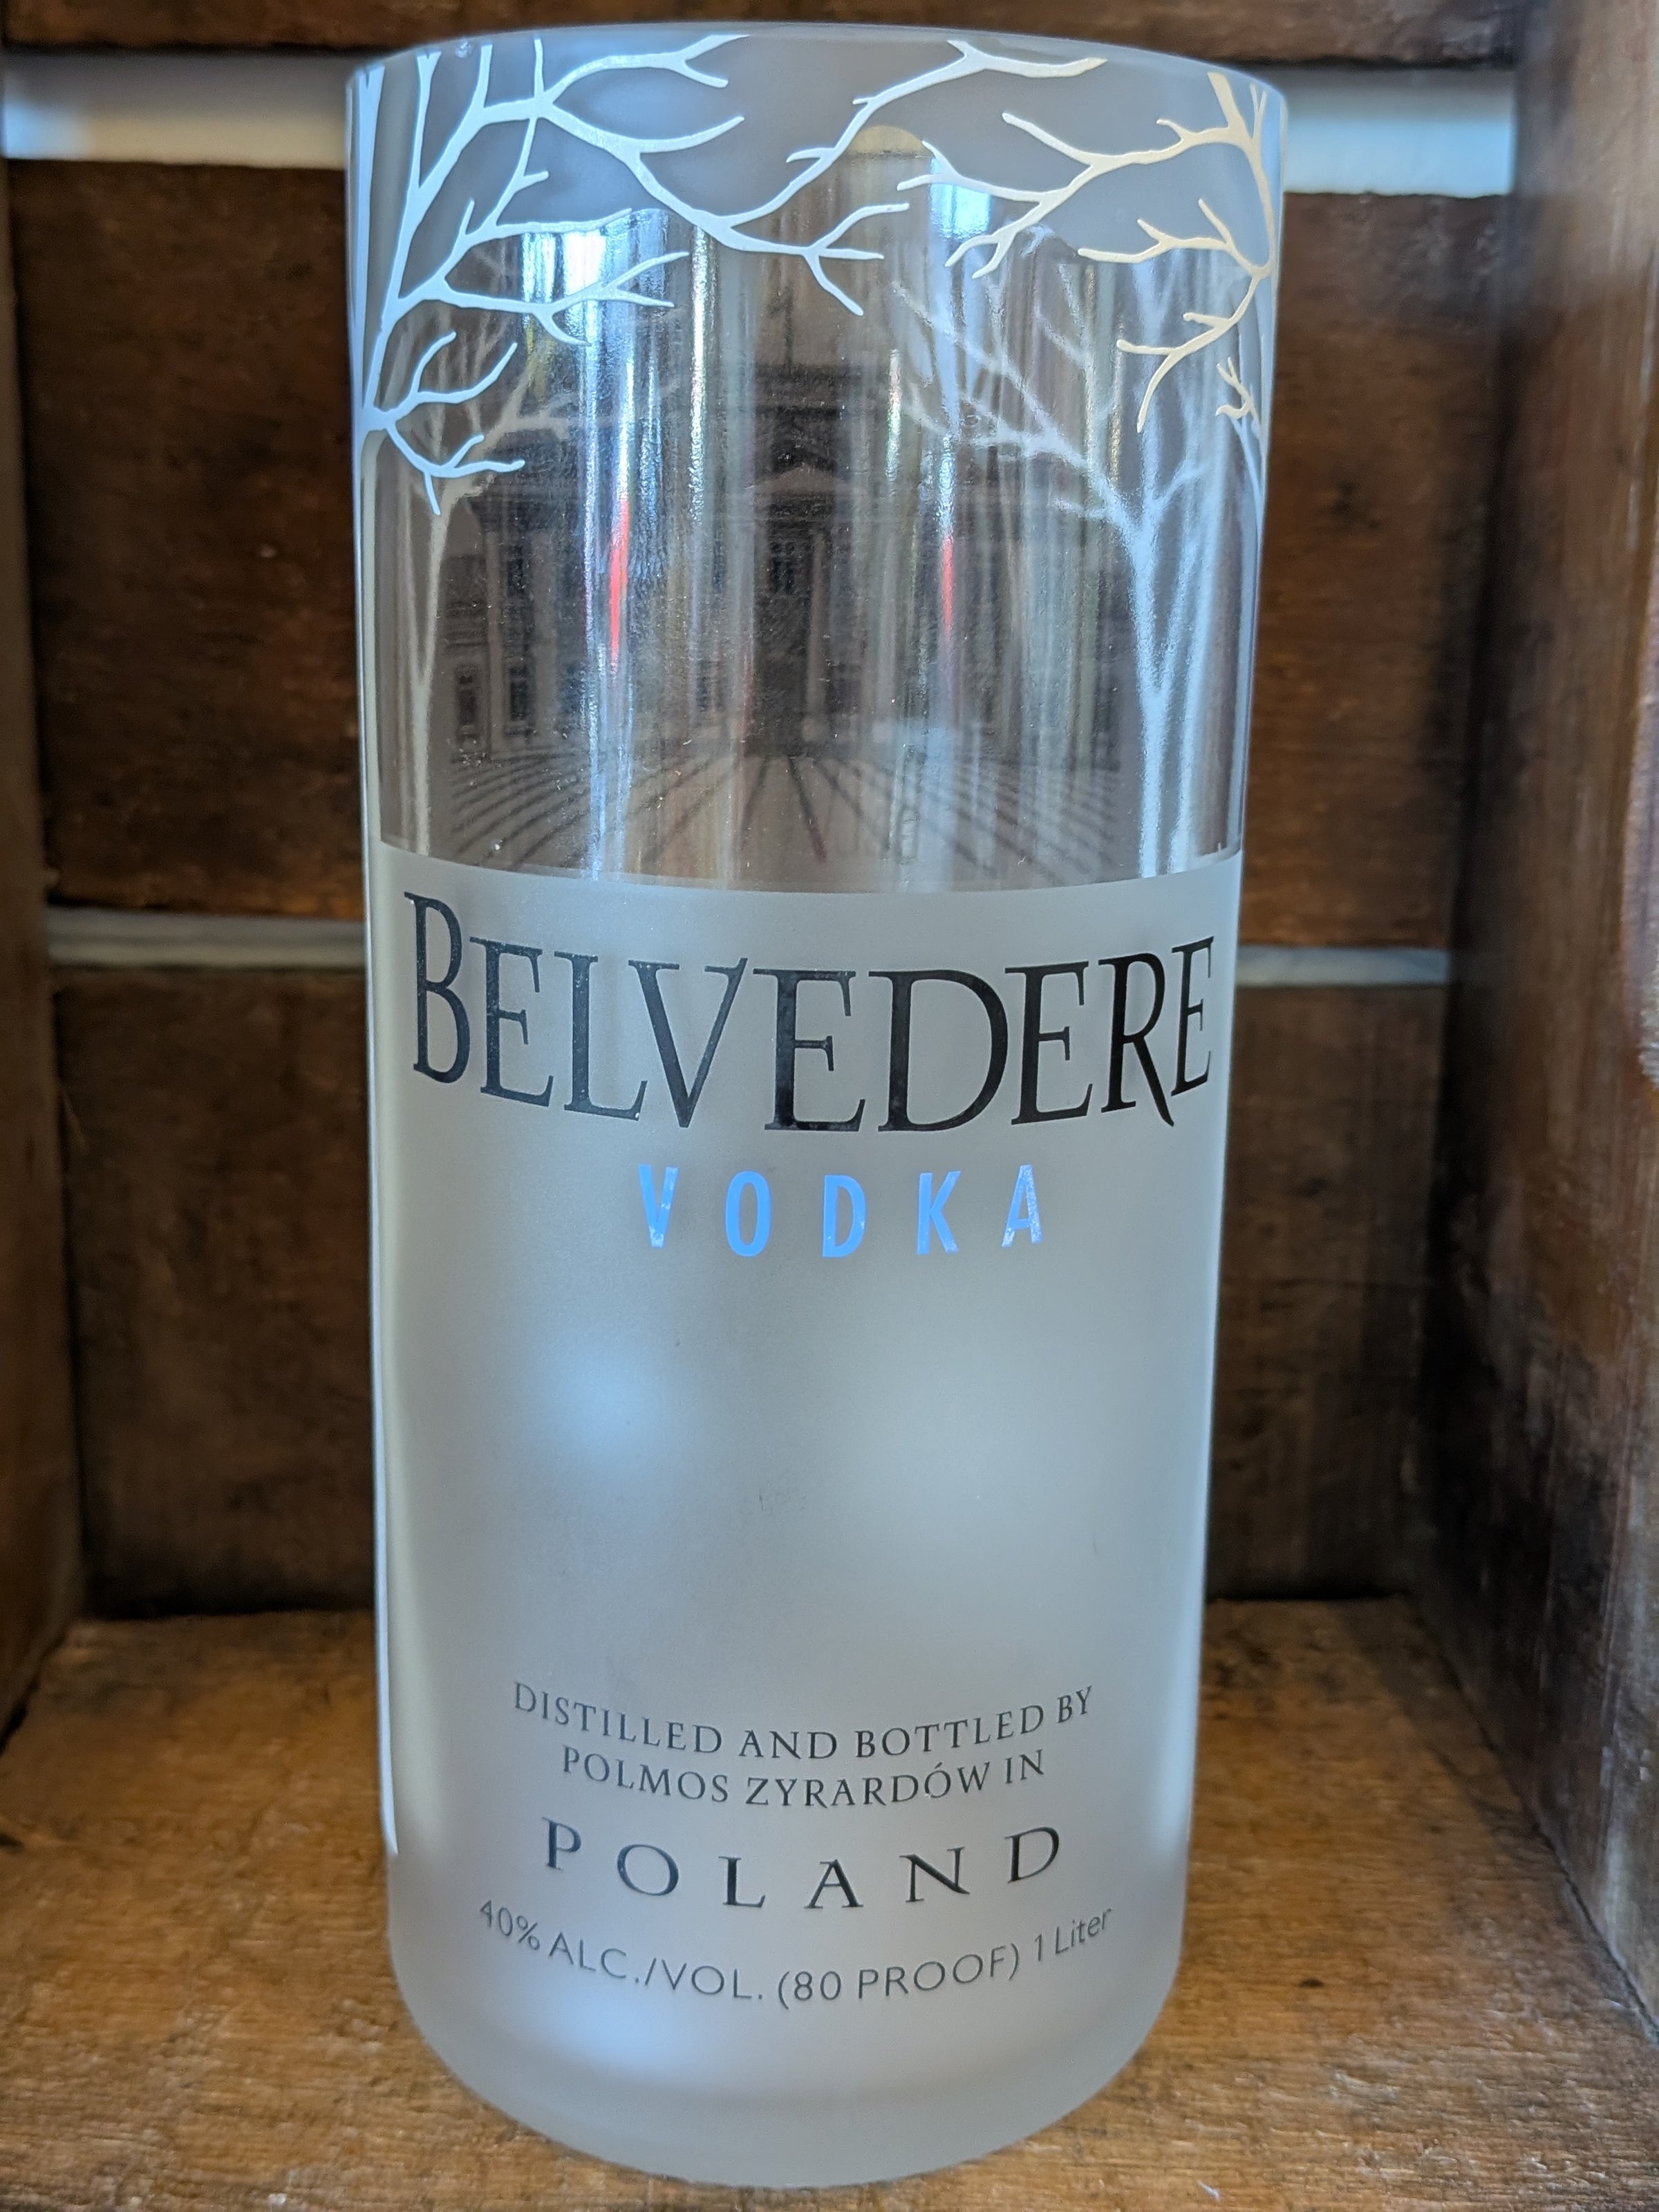 BELVEDERE
VODKA
DISTILLED AND BOTTLED BY
POLMOS ZYRARDÓW IN
POLAND
40% ALC./VOL. (80 PROOF) 1 Liter